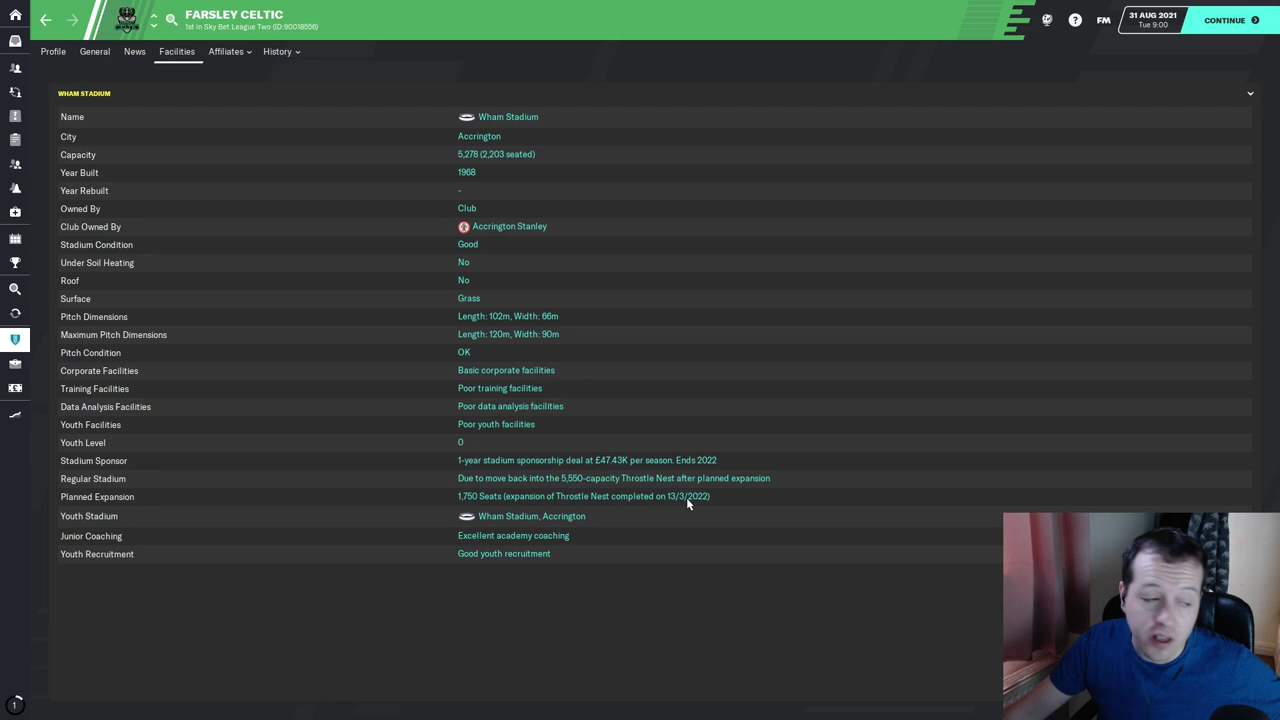 FARSLEY CELTIC
1st in Sky Bet League Two (ID:90018556)
FM
31 AUG 2021
Tue 9:00
CONTINUE
Profile General News Facilities Affiliates History
WHAM STADIUM
Name Wham Stadium
City Accrington
Capacity 5,278 (2,203 seated)
Year Built 1968
Year Rebuilt -
Owned By Club
Club Owned By Accrington Stanley
Stadium Condition Good
Under Soil Heating No
Roof No
Surface Grass
Pitch Dimensions Length: 102m, Width: 66m
Maximum Pitch Dimensions Length: 120m, Width: 90m
Pitch Condition OK
Corporate Facilities Basic corporate facilities
Training Facilities Poor training facilities
Data Analysis Facilities Poor data analysis facilities
Youth Facilities Poor youth facilities
Youth Level 0
Stadium Sponsor 1-year stadium sponsorship deal at £47.43K per season. Ends 2022
Regular Stadium Due to move back into the 5,550-capacity Throstle Nest after planned expansion
Planned Expansion 1,750 Seats (expansion of Throstle Nest completed on 13/3/2022)
Youth Stadium Wham Stadium, Accrington
Junior Coaching Excellent academy coaching
Youth Recruitment Good youth recruitment
1